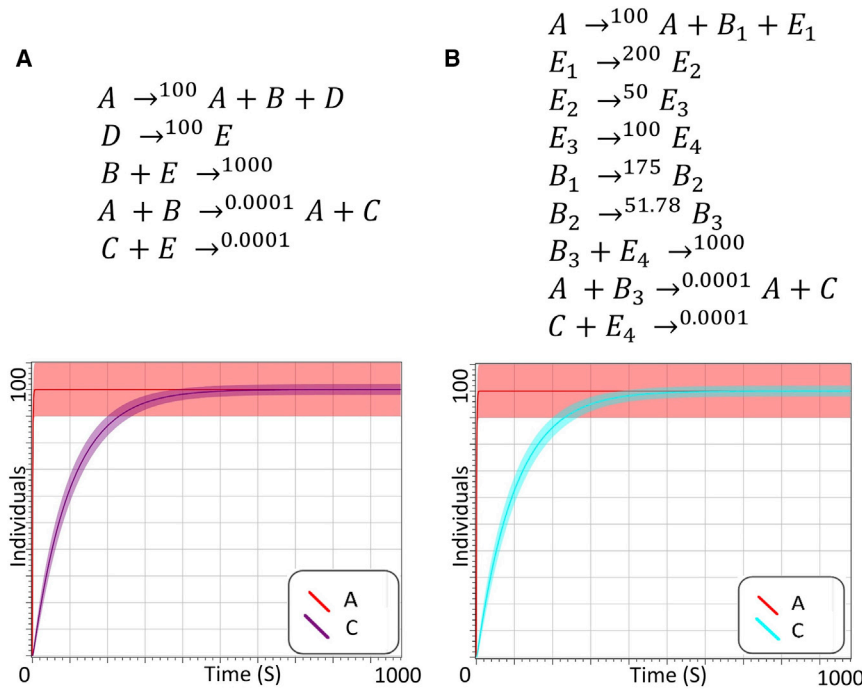 A
A →¹⁰⁰ A + B + D
D →¹⁰⁰ E
B + E →¹⁰⁰⁰
A + B →⁰·⁰⁰⁰¹ A + C
C + E →⁰·⁰⁰⁰¹
100
Individuals
A
C
0
Time (S)
1000
B
A →¹⁰⁰ A + B₁ + E₁
E₁ →²⁰⁰ E₂
E₂ →⁵⁰ E₃
E₃ →¹⁰⁰ E₄
B₁ →¹⁷⁵ B₂
B₂ →⁵¹·⁷⁸ B₃
B₃ + E₄ →¹⁰⁰⁰
A + B₃ →⁰·⁰⁰⁰¹ A + C
C + E₄ →⁰·⁰⁰⁰¹
100
Individuals
A
C
0
Time (S)
1000